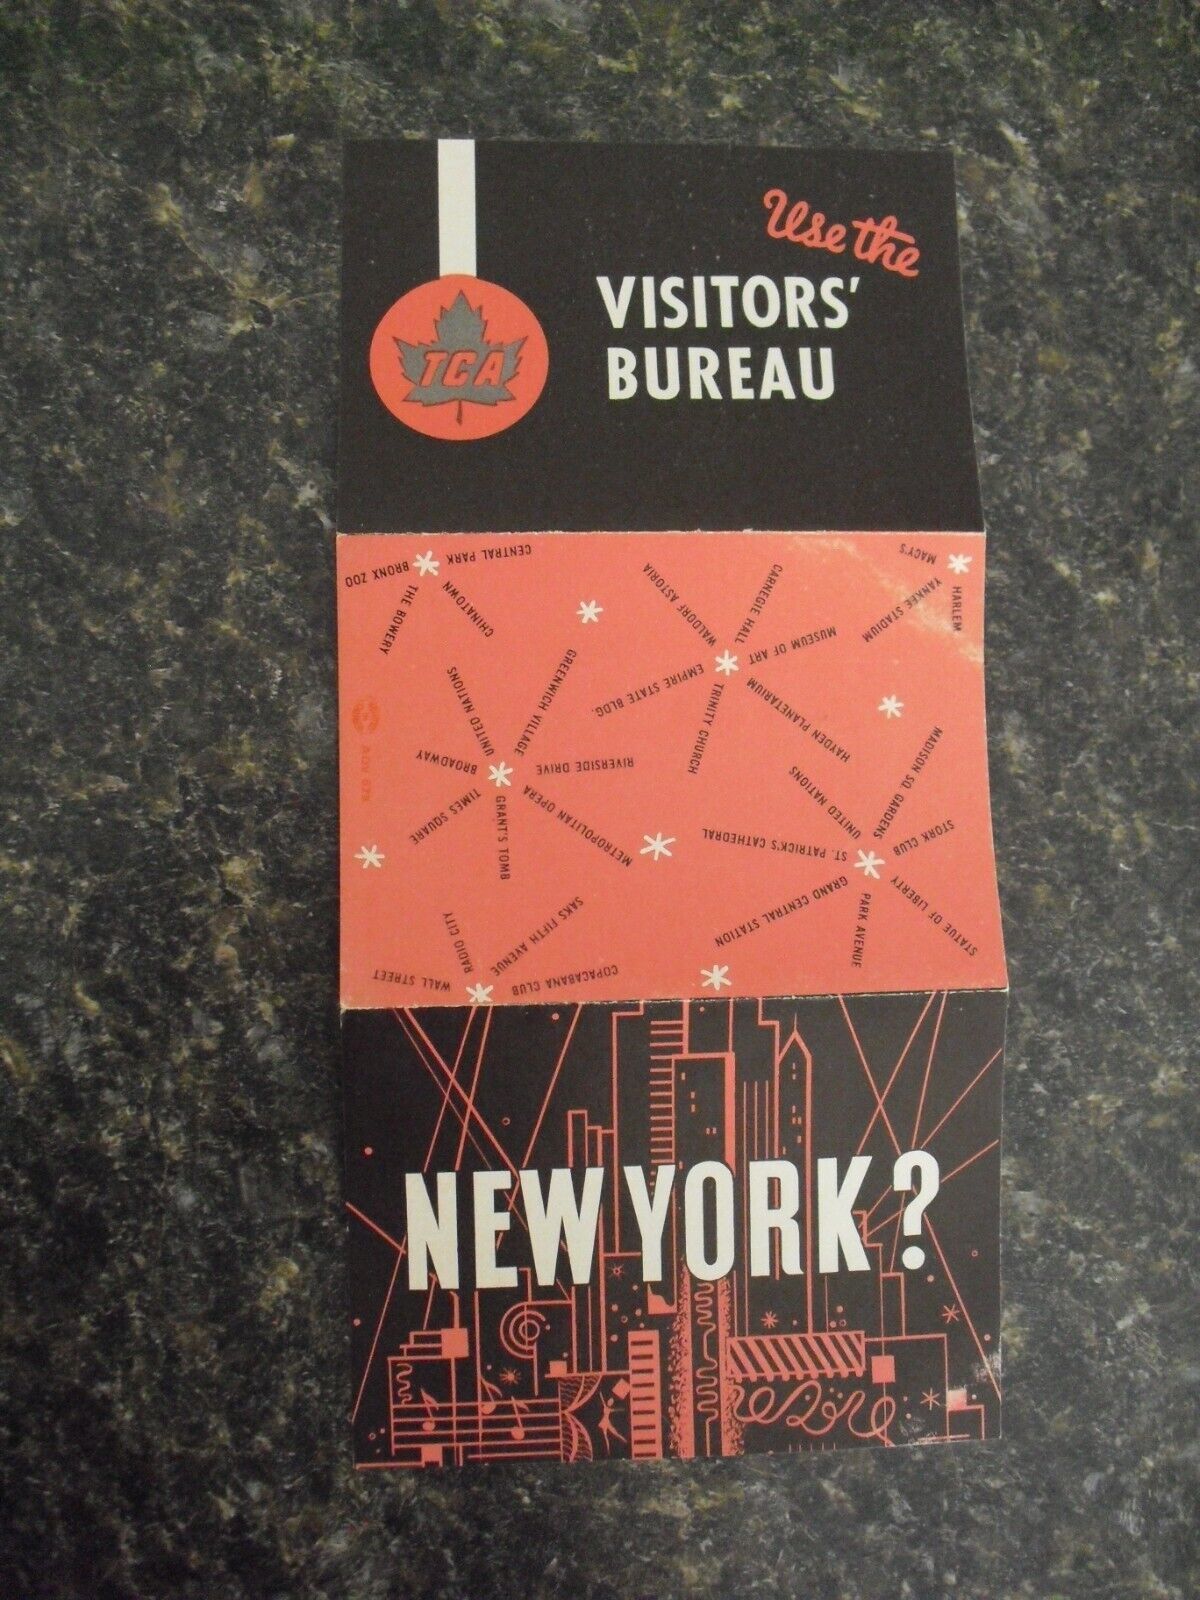 Use the
VISITORS'
BUREAU
TCA
CENTRAL PARK
BRONX ZOO
THE BOWERY
CHINATOWN
WALDORF ASTORIA
CARNEGIE HALL
MUSEUM OF ART
EMPIRE STATE BLDG.
TRINITY CHURCH
HAYDEN PLANETARIUM
MACY'S
YANKEE STADIUM
HARLEM
UNITED NATIONS
GREENWICH VILLAGE
BROADWAY
RIVERSIDE DRIVE
TIMES SQUARE
GRANT'S TOMB
METROPOLITAN OPERA
UNITED NATIONS
MADISON SQ. GARDENS
ST. PATRICK'S CATHEDRAL
STORK CLUB
GRAND CENTRAL STATION
PARK AVENUE
STATUE OF LIBERTY
WALL STREET
RADIO CITY
SAKS FIFTH AVENUE
COPACABANA CLUB
NEW YORK?